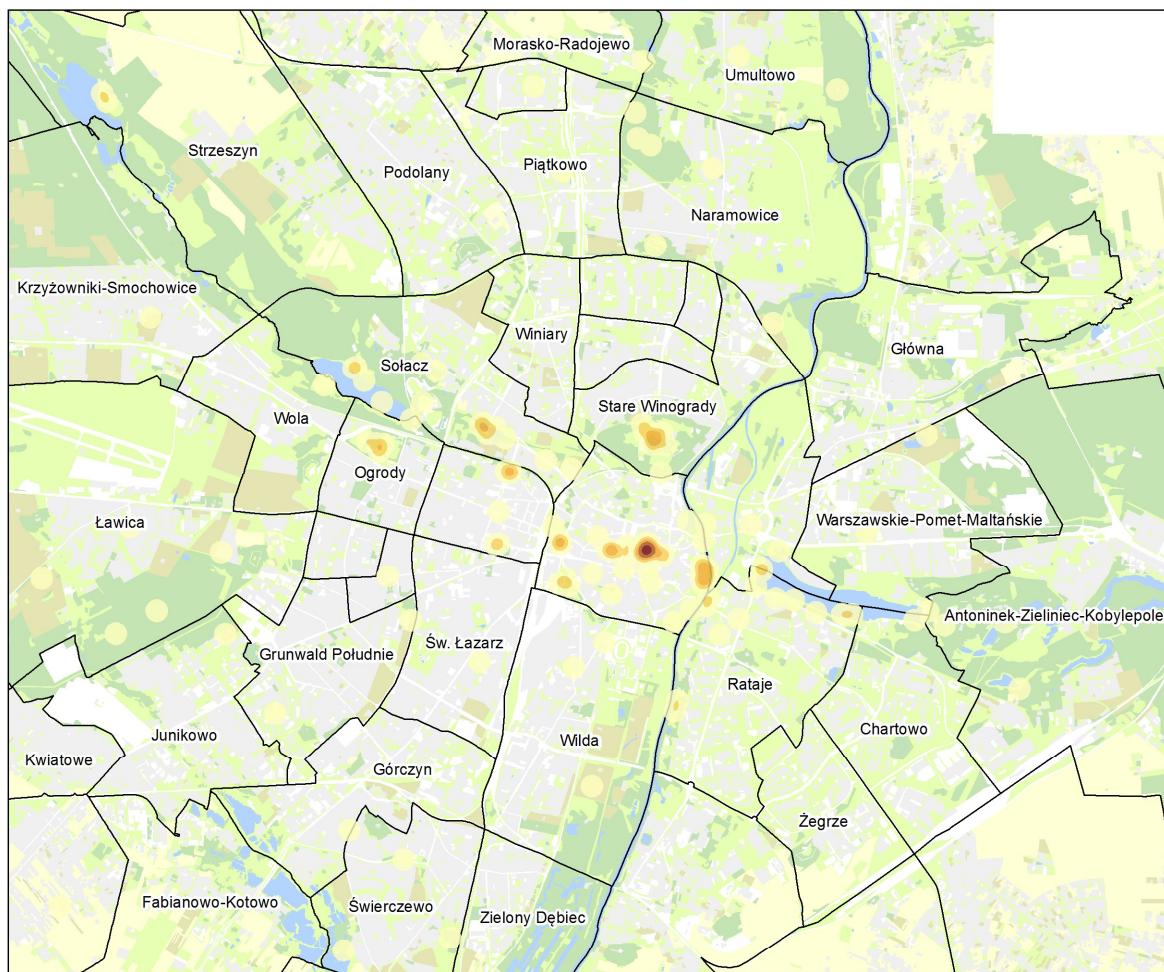 Morasko-Radojewo
Umultowo
Strzeszyn
Podolany
Piątkowo
Naramowice
Krzyżowniki-Smochowice
Winiary
Główna
Sołacz
Wola
Stare Winogrady
Ogrody
Ławica
Warszawskie-Pomet-Maltańskie
Antoninek-Zieliniec-Kobylepole
Św. Łazarz
Grunwald Południe
Rataje
Junikowo
Chartowo
Wilda
Kwiatowe
Górczyn
Żegrze
Fabianowo-Kotowo
Świerczewo
Zielony Dębiec